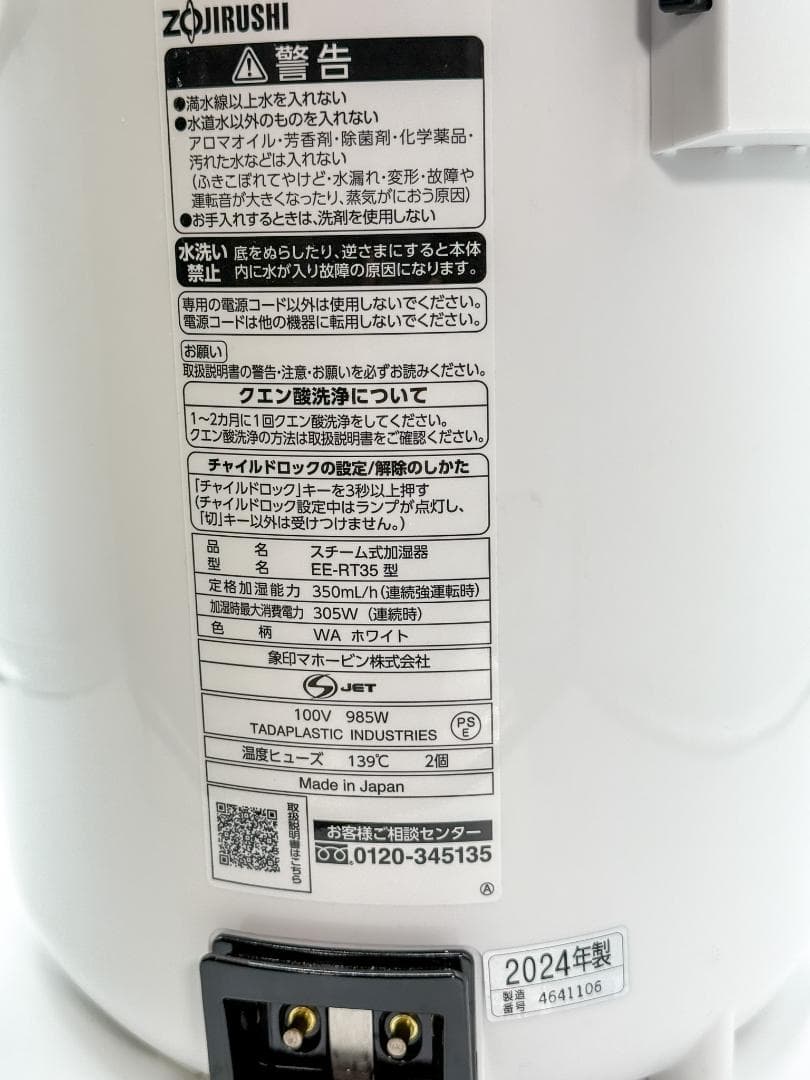 ZOJIRUSHI
警告
●満水線以上水を入れない
●水道水以外のものを入れない
アロマオイル・芳香剤・除菌剤・化学薬品・
汚れた水などは入れない
(ふきこぼれてやけど・水漏れ・変形・故障や
運転音が大きくなったり、蒸気がにおう原因)
●お手入れするときは、洗剤を使用しない
水洗い 底をぬらしたり、逆さまにすると本体
禁止 内に水が入り故障の原因になります。
専用の電源コード以外は使用しないでください。
電源コードは他の機器に転用しないでください。
お願い
取扱説明書の警告・注意・お願いを必ずお読みください。
クエン酸洗浄について
1～2カ月に1回クエン酸洗浄をしてください。
クエン酸洗浄の方法は取扱説明書をご確認ください。
チャイルドロックの設定/解除のしかた
「チャイルドロック」キーを3秒以上押す
(チャイルドロック設定中はランプが点灯し、
「切」キー以外は受けつけません。)
品名 スチーム式加湿器
型名 EE-RT35 型
定格加湿能力 350mL/h(連続強運転時)
加湿時最大消費電力 305W (連続時)
色柄 WA ホワイト
象印マホービン株式会社
S JET
100V 985W
TADAPLASTIC INDUSTRIES
PSE
温度ヒューズ 139℃ 2個
Made in Japan
取扱説明書はこちら
お客様ご相談センター
0120-345135
A
2024年製
製造番号 4641106